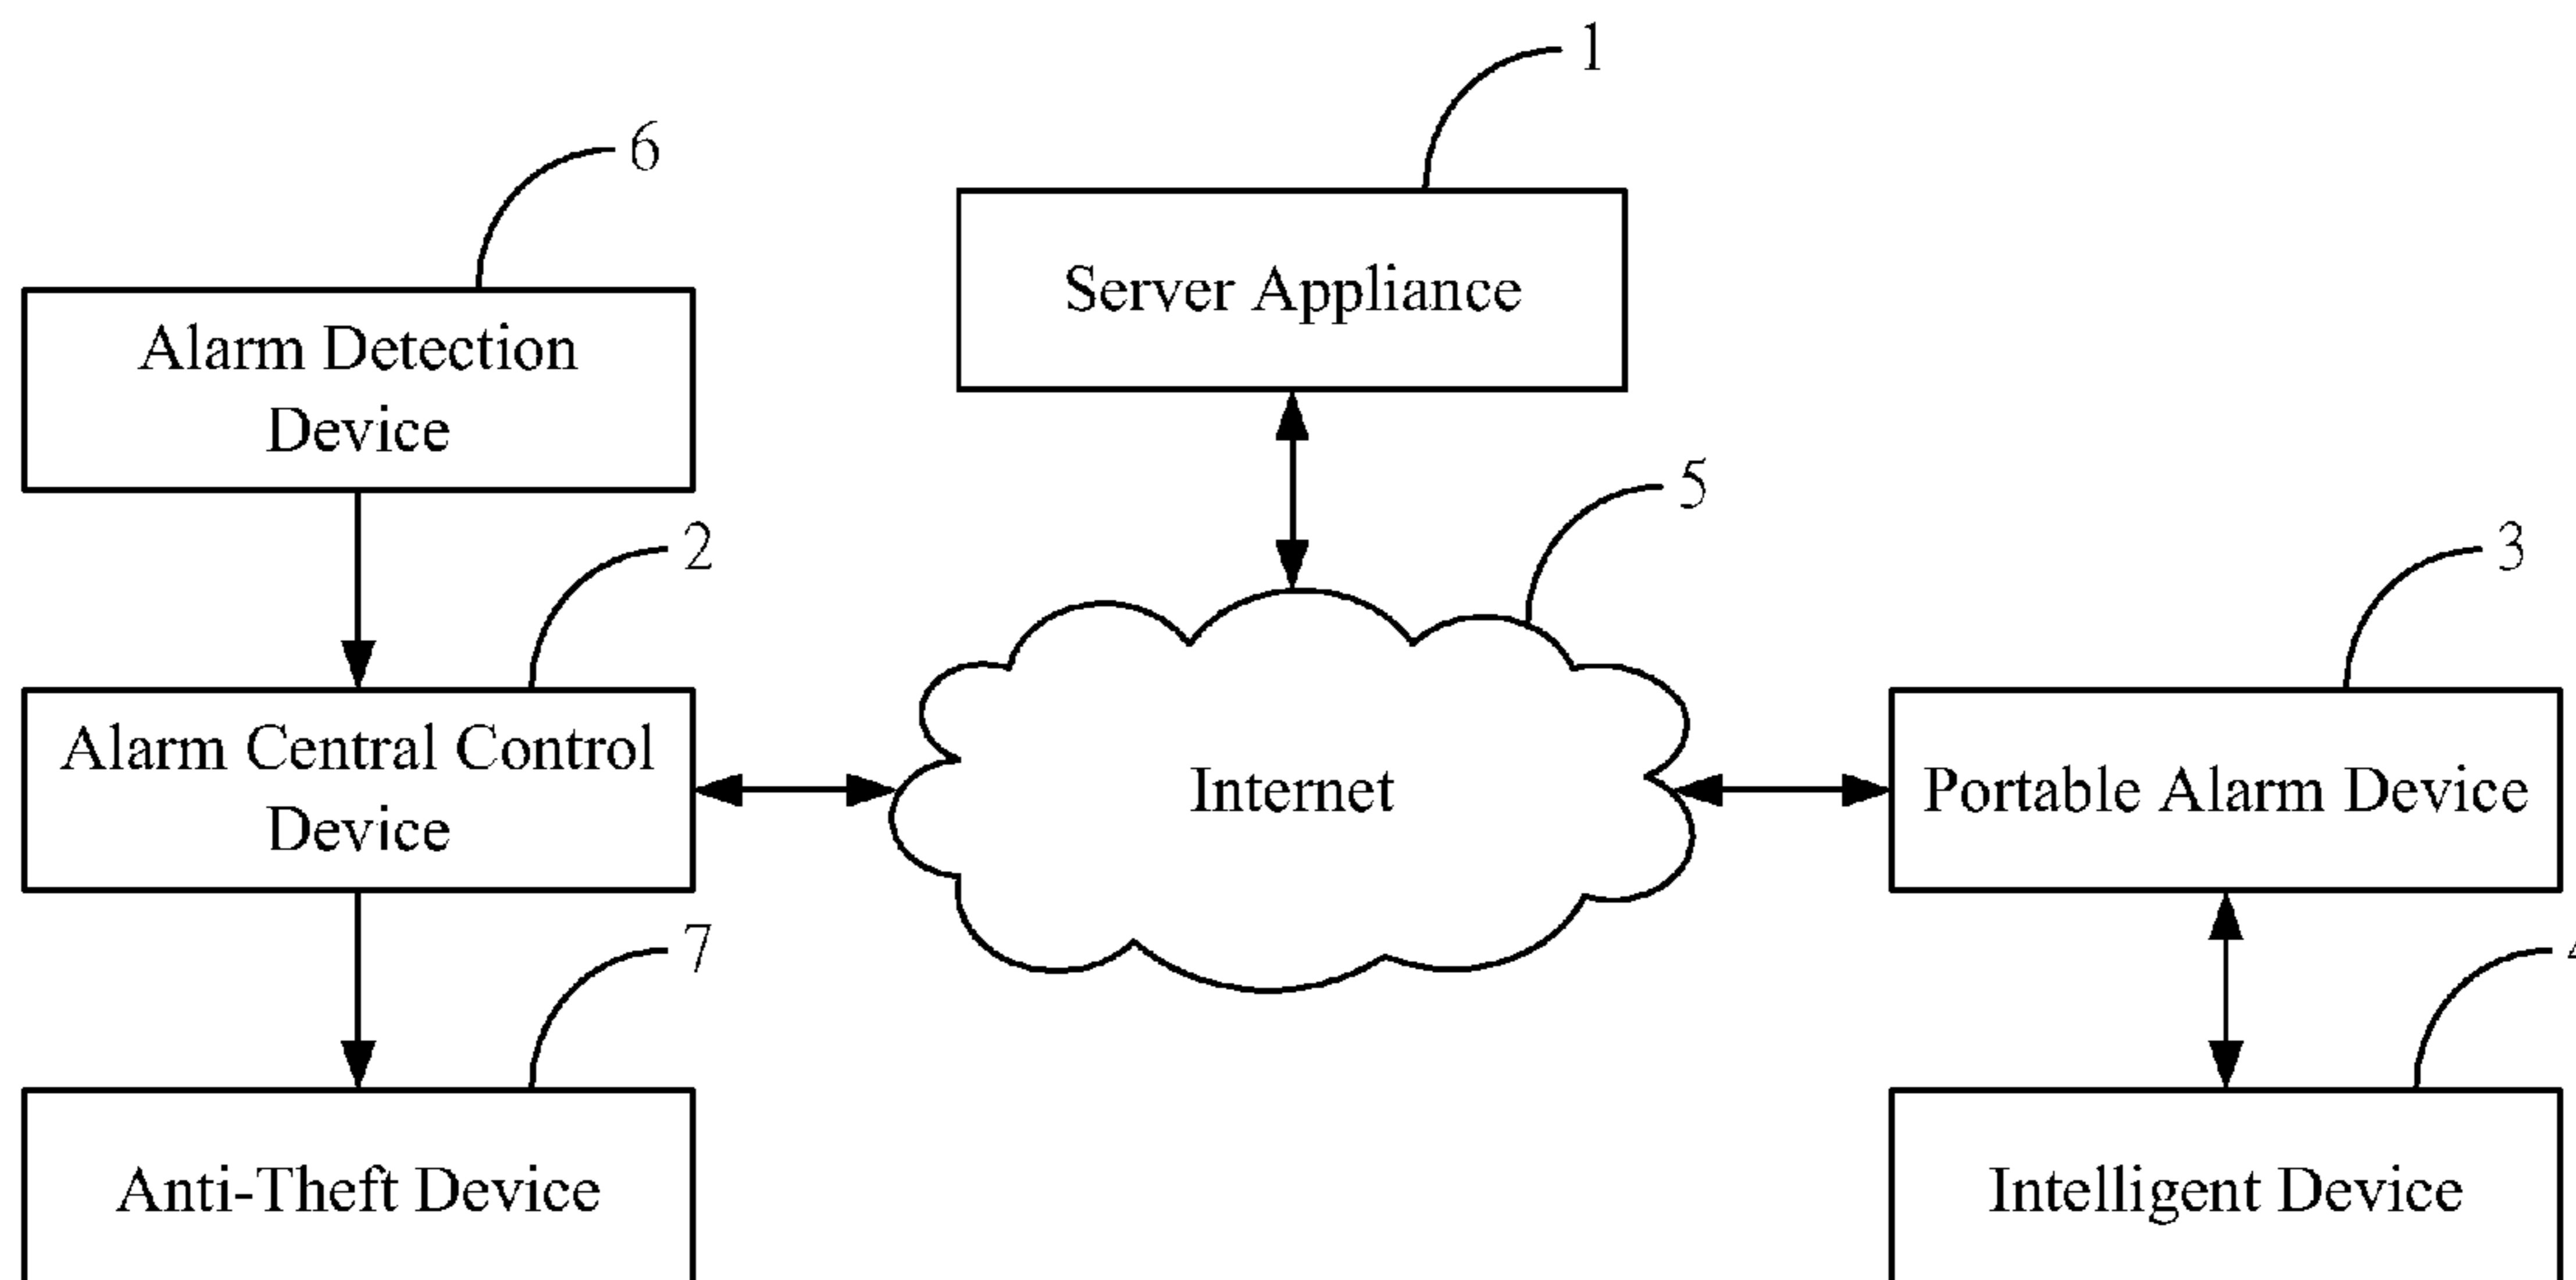 1
6
Server Appliance
Alarm Detection
Device
5
2
3
Alarm Central Control
Device
Internet
Portable Alarm Device
7
4
Anti-Theft Device
Intelligent Device